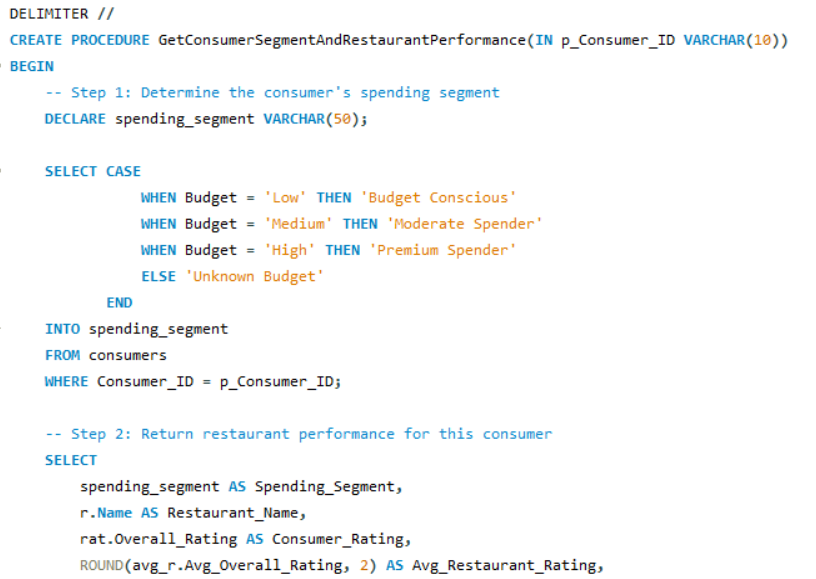 DELIMITER //
CREATE PROCEDURE GetConsumerSegmentAndRestaurantPerformance(IN p_Consumer_ID VARCHAR(10))
BEGIN
-- Step 1: Determine the consumer's spending segment
DECLARE spending_segment VARCHAR(50);
SELECT CASE
WHEN Budget = 'Low' THEN 'Budget Conscious'
WHEN Budget = 'Medium' THEN 'Moderate Spender'
WHEN Budget = 'High' THEN 'Premium Spender'
ELSE 'Unknown Budget'
END
INTO spending_segment
FROM consumers
WHERE Consumer_ID = p_Consumer_ID;
-- Step 2: Return restaurant performance for this consumer
SELECT
spending_segment AS Spending_Segment,
r.Name AS Restaurant_Name,
rat.Overall_Rating AS Consumer_Rating,
ROUND(avg_r.Avg_Overall_Rating, 2) AS Avg_Restaurant_Rating,